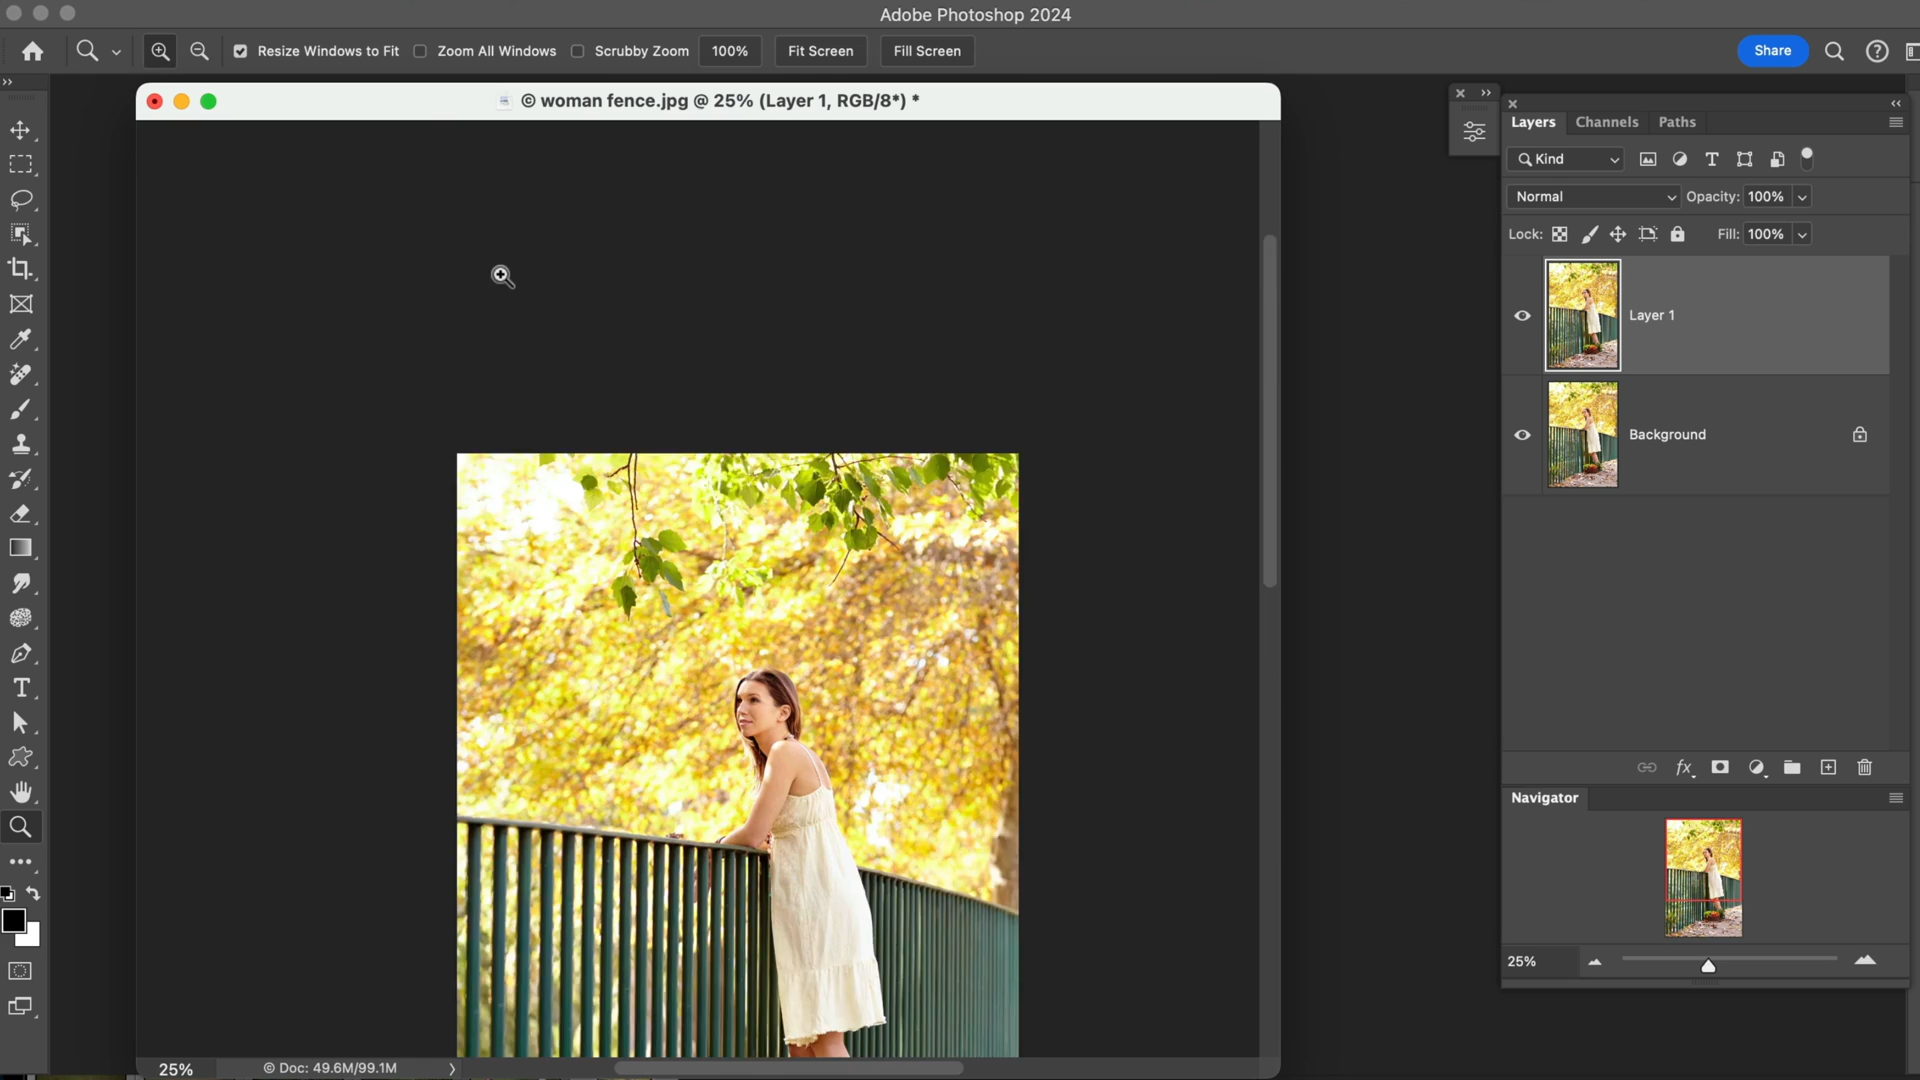 Adobe Photoshop 2024
Resize Windows to Fit Zoom All Windows Scrubby Zoom 100% Fit Screen Fill Screen Share
© woman fence.jpg @ 25% (Layer 1, RGB/8*) *
Layers Channels Paths
Kind
Normal Opacity: 100%
Lock: Fill: 100%
Layer 1
Background
fx
Navigator
25%
25% © Doc: 49.6M/99.1M